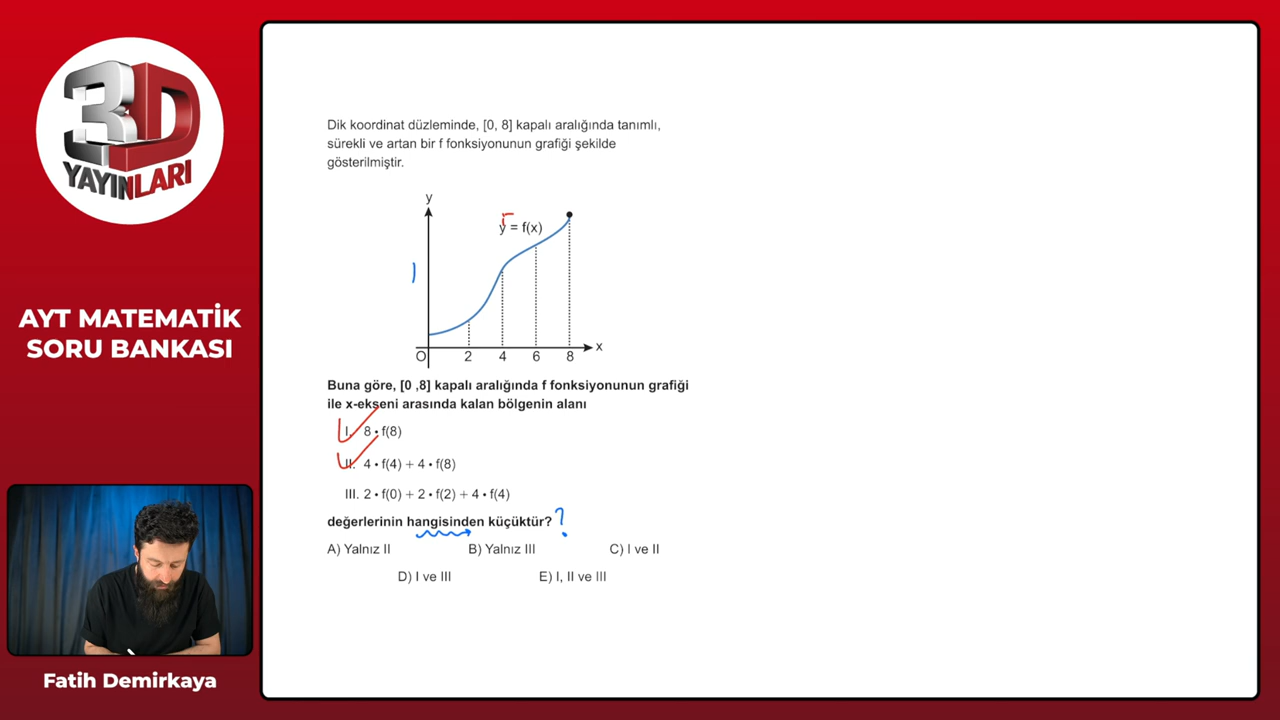 3D
YAYINLARI
AYT MATEMATİK
SORU BANKASI
Fatih Demirkaya
Dik koordinat düzleminde, [0, 8] kapalı aralığında tanımlı,
sürekli ve artan bir f fonksiyonunun grafiği şekilde
gösterilmiştir.
y
y = f(x)
O 2 4 6 8 x
Buna göre, [0 ,8] kapalı aralığında f fonksiyonunun grafiği
ile x-ekseni arasında kalan bölgenin alanı
I. 8 • f(8)
II. 4 • f(4) + 4 • f(8)
III. 2 • f(0) + 2 • f(2) + 4 • f(4)
değerlerinin hangisinden küçüktür? ?
A) Yalnız II B) Yalnız III C) I ve II
D) I ve III E) I, II ve III